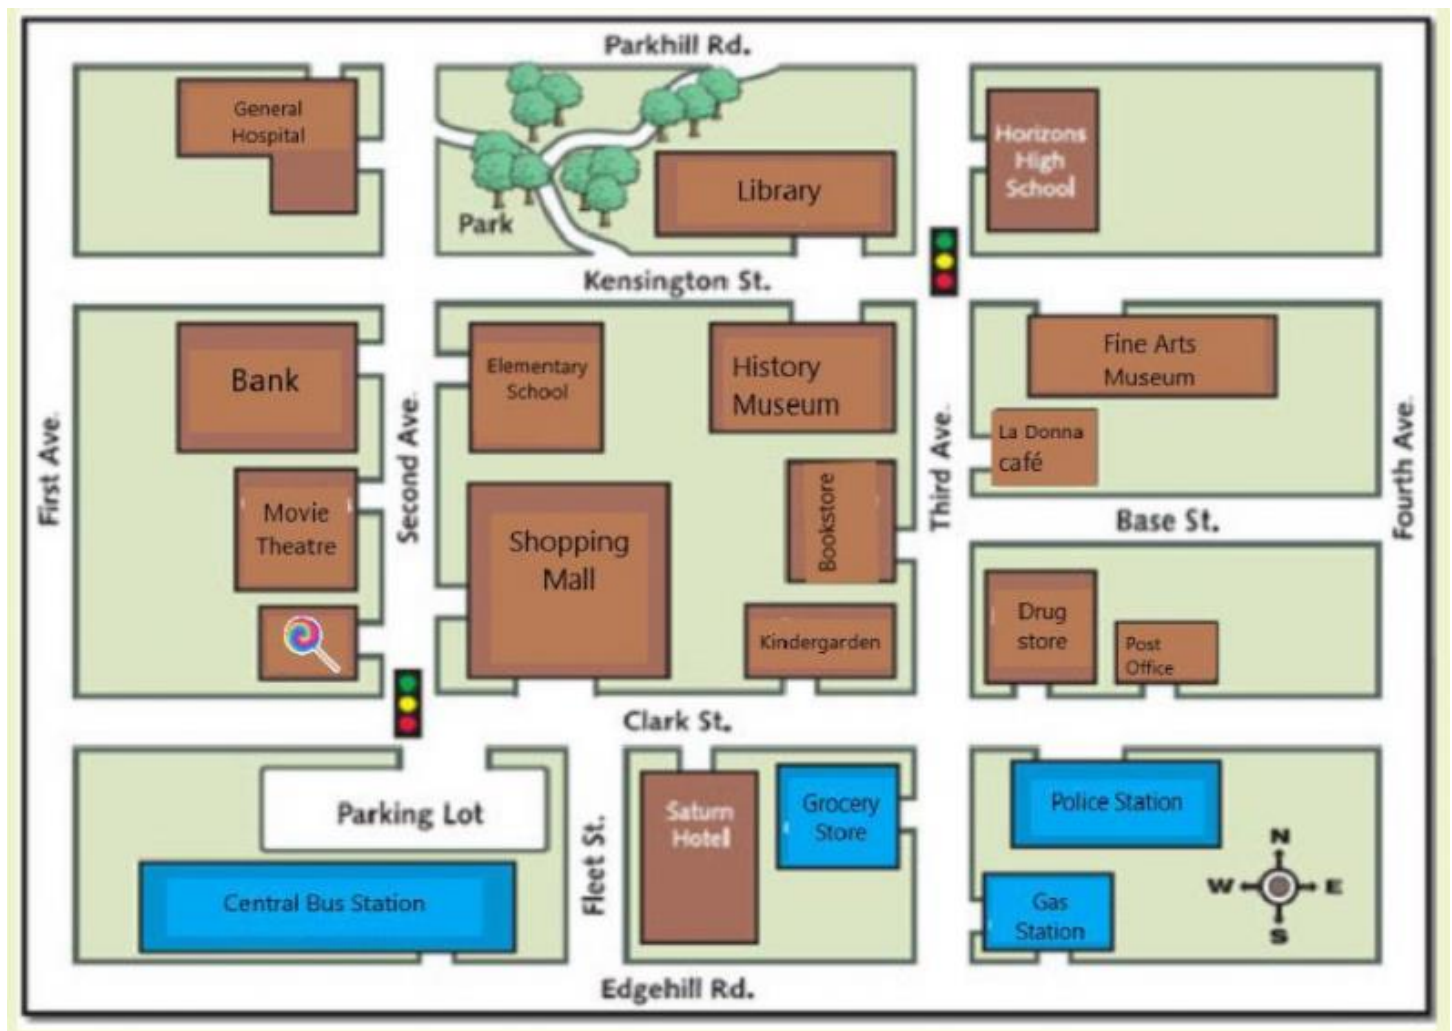 Parkhill Rd.
General
Hospital
Horizons
High
School
Library
Park
Kensington St.
Bank
Elementary
School
History
Museum
Fine Arts
Museum
La Donna
café
First Ave.
Second Ave.
Third Ave.
Fourth Ave.
Movie
Theatre
Shopping
Mall
Bookstore
Base St.
Kindergarden
Drug
store
Post
Office
Clark St.
Parking Lot
Fleet St.
Saturn
Hotel
Grocery
Store
Police Station
Central Bus Station
Gas
Station
N
W
E
S
Edgehill Rd.